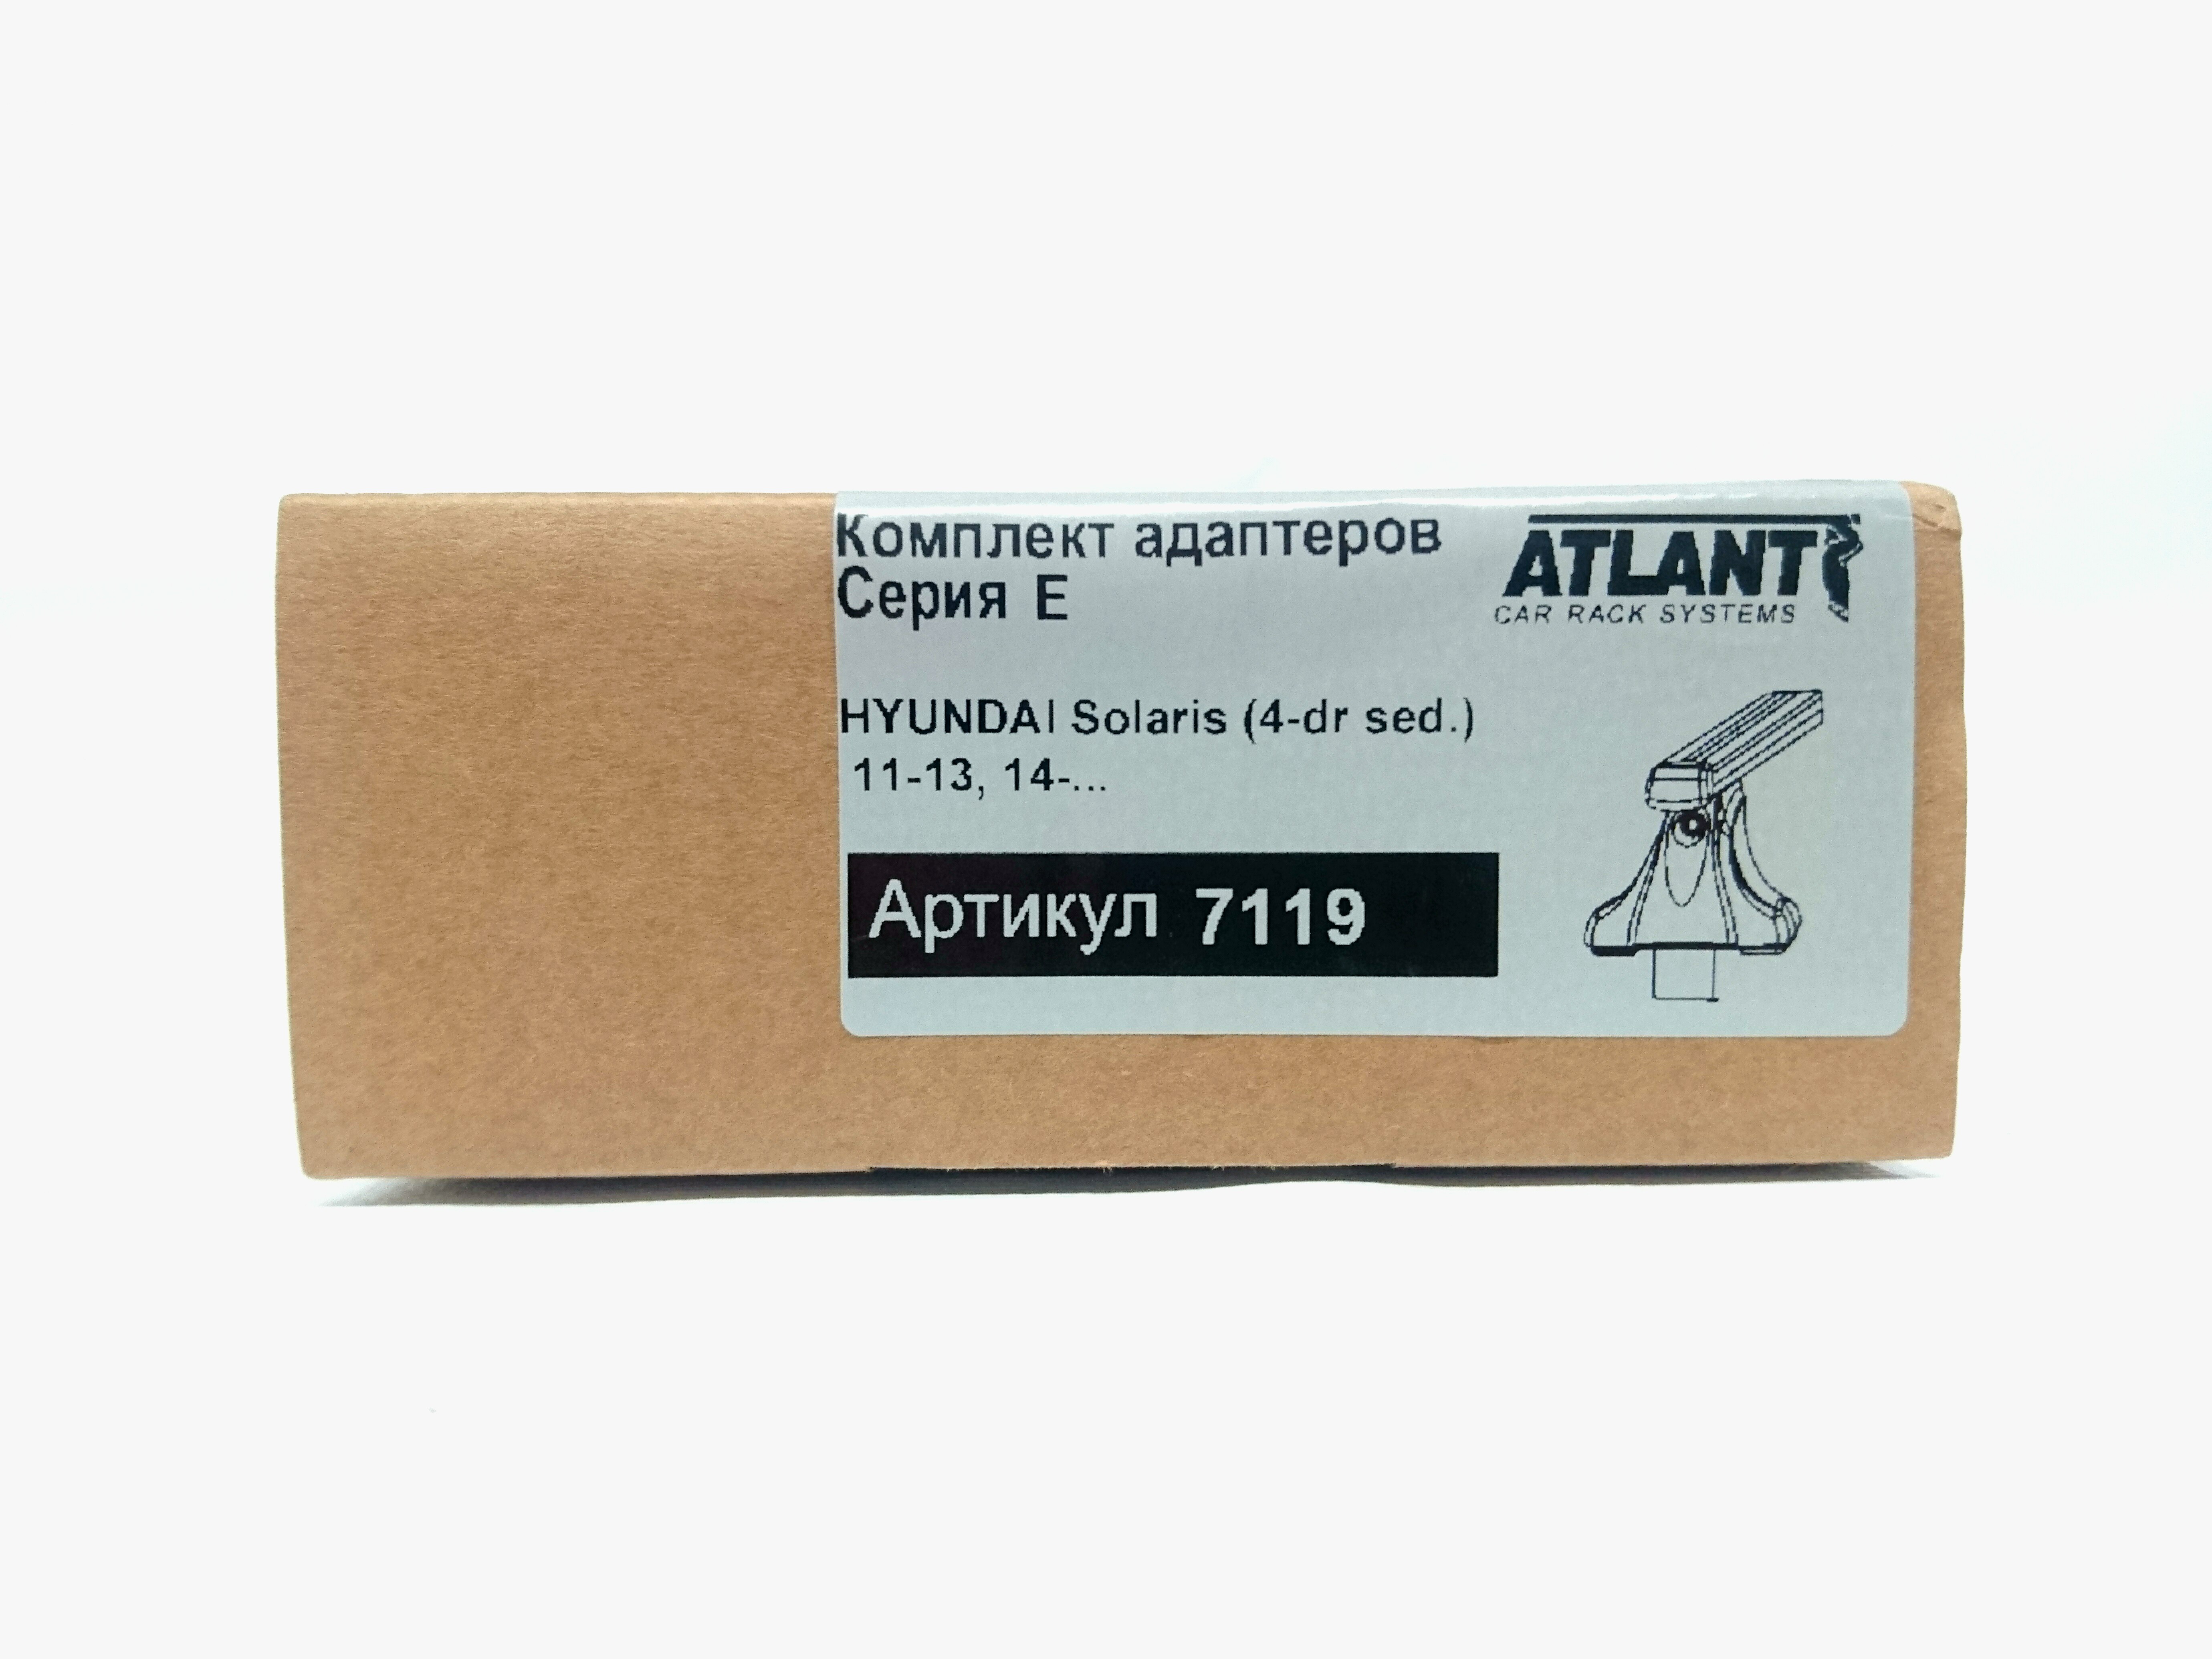 Комплект адаптеров
Серия Е
ATLANT
CAR RACK SYSTEMS
HYUNDAI Solaris (4-dr sed.)
11-13, 14-...
Артикул 7119